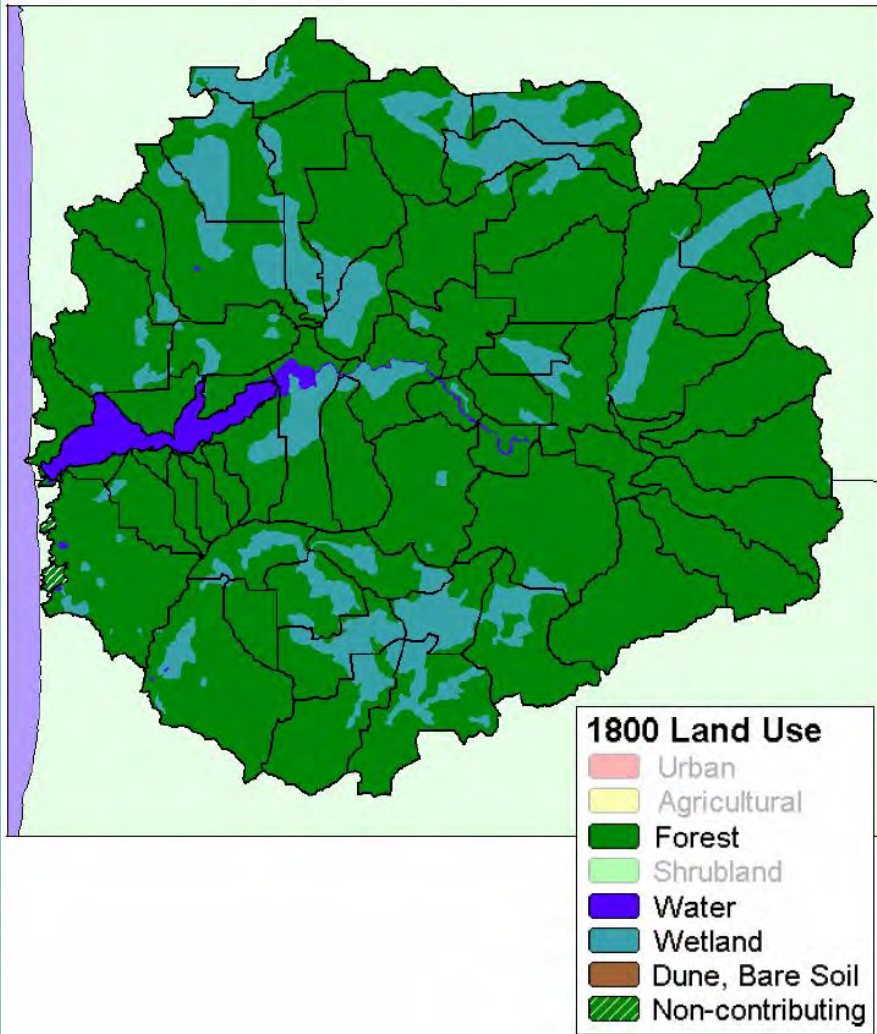 1800 Land Use
Urban
Agricultural
Forest
Shrubland
Water
Wetland
Dune, Bare Soil
Non-contributing